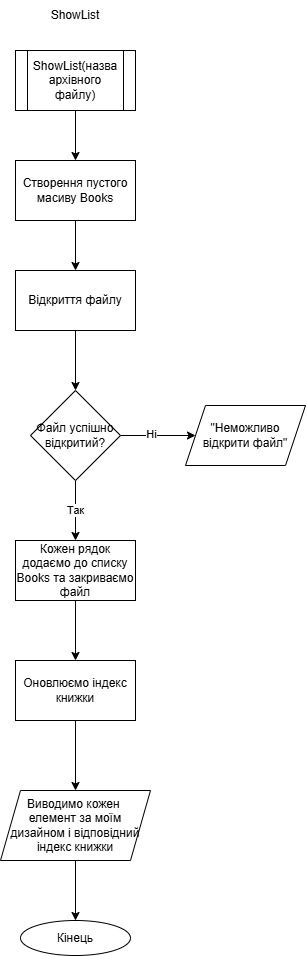 ShowList
ShowList(назва
архівного
файлу)
Створення пустого
масиву Books
Відкриття файлу
Файл успішно
відкритий?
Ні
"Неможливо
відкрити файл"
Так
Кожен рядок
додаємо до списку
Books та закриваємо
файл
Оновлюємо індекс
книжки
Виводимо кожен
елемент за моїм
дизайном і відповідний
індекс книжки
Кінець